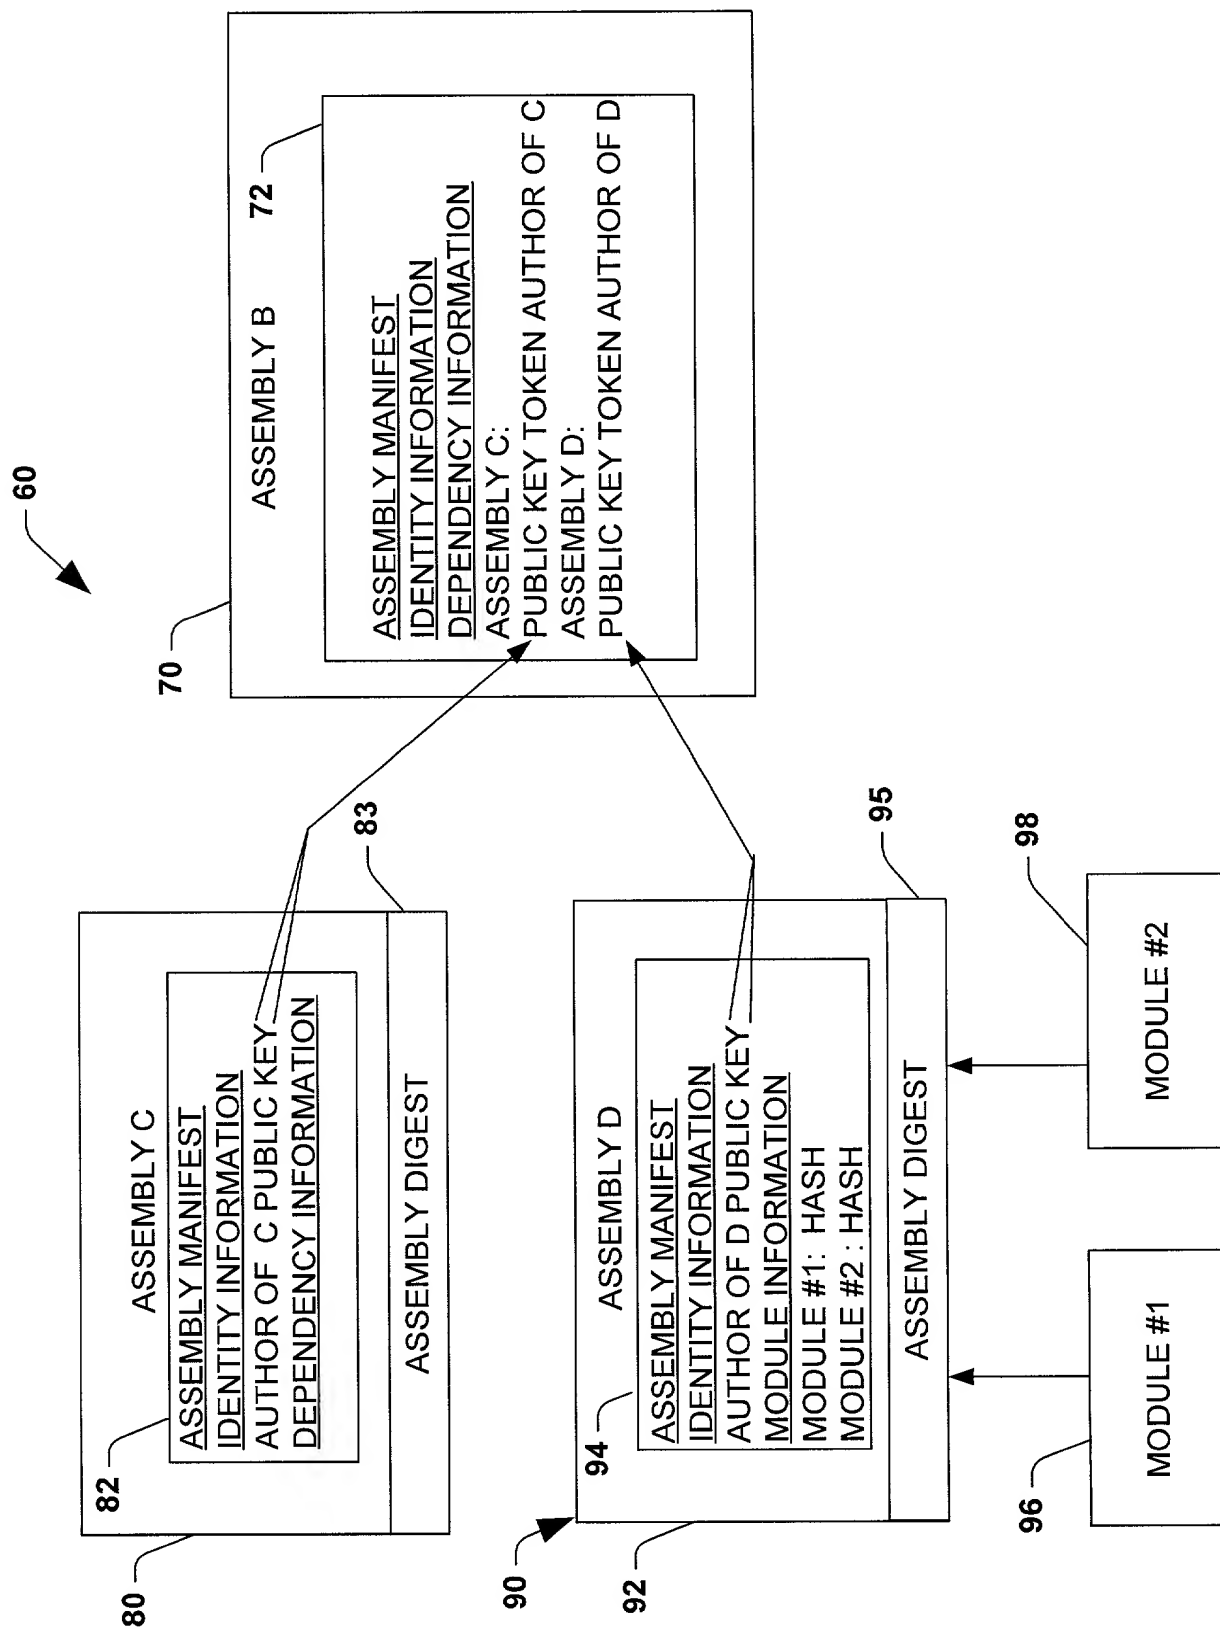 60
70
ASSEMBLY B
72
ASSEMBLY MANIFEST
IDENTITY INFORMATION
DEPENDENCY INFORMATION
ASSEMBLY C:
PUBLIC KEY TOKEN AUTHOR OF C
ASSEMBLY D:
PUBLIC KEY TOKEN AUTHOR OF D
80
82
ASSEMBLY C
ASSEMBLY MANIFEST
IDENTITY INFORMATION
AUTHOR OF C PUBLIC KEY
DEPENDENCY INFORMATION
83
ASSEMBLY DIGEST
90
92
94
ASSEMBLY D
ASSEMBLY MANIFEST
IDENTITY INFORMATION
AUTHOR OF D PUBLIC KEY
MODULE INFORMATION
MODULE #1: HASH
MODULE #2 : HASH
95
ASSEMBLY DIGEST
96
MODULE #1
98
MODULE #2